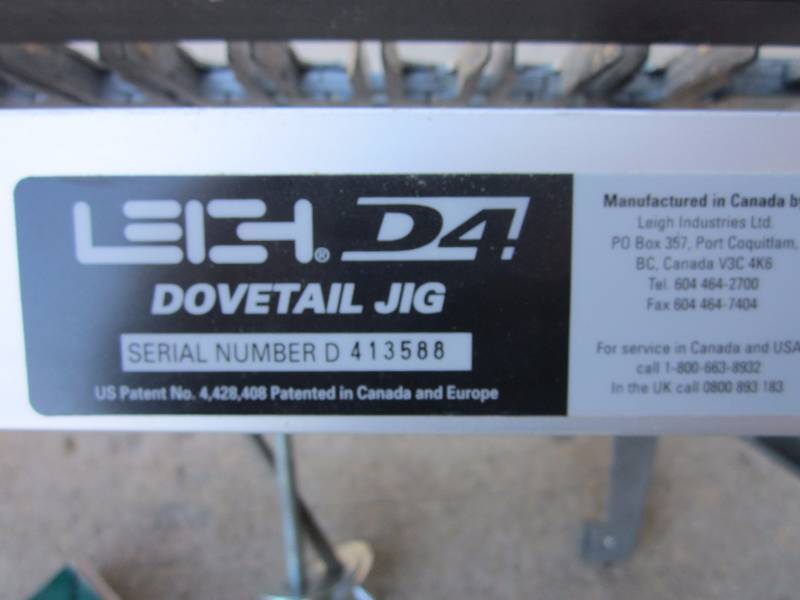 LEIGH® D4
DOVETAIL JIG
SERIAL NUMBER D 413588
US Patent No. 4,428,408 Patented in Canada and Europe
Manufactured in Canada by
Leigh Industries Ltd.
PO Box 357, Port Coquitlam,
BC, Canada V3C 4K6
Tel. 604 464-2700
Fax 604 464-7404
For service in Canada and USA
call 1-800-663-8932
In the UK call 0800 893 183